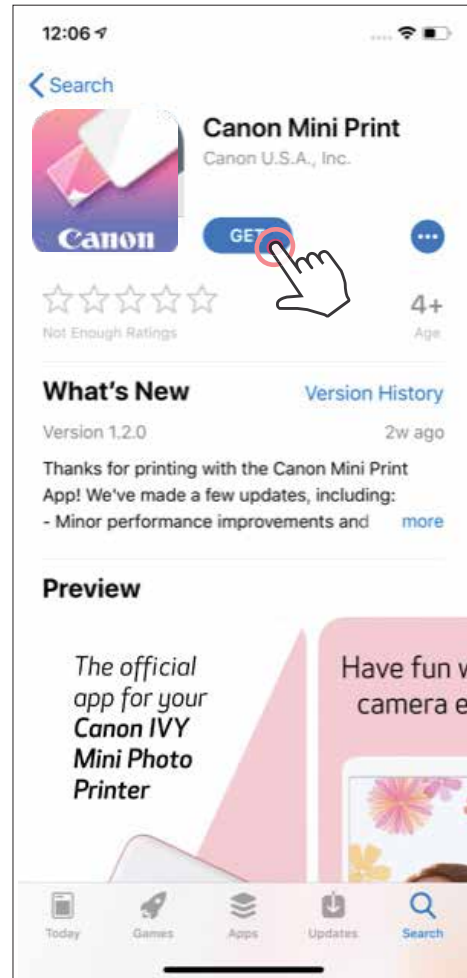 12:06
Search
Canon Mini Print
Canon U.S.A., Inc.
Canon
GET
4+
Not Enough Ratings
Age
What's New
Version History
Version 1.2.0
2w ago
Thanks for printing with the Canon Mini Print
App! We've made a few updates, including:
- Minor performance improvements and more
Preview
The official
app for your
Canon IVY
Mini Photo
Printer
Have fun w
camera e
Today
Games
Apps
Updates
Search